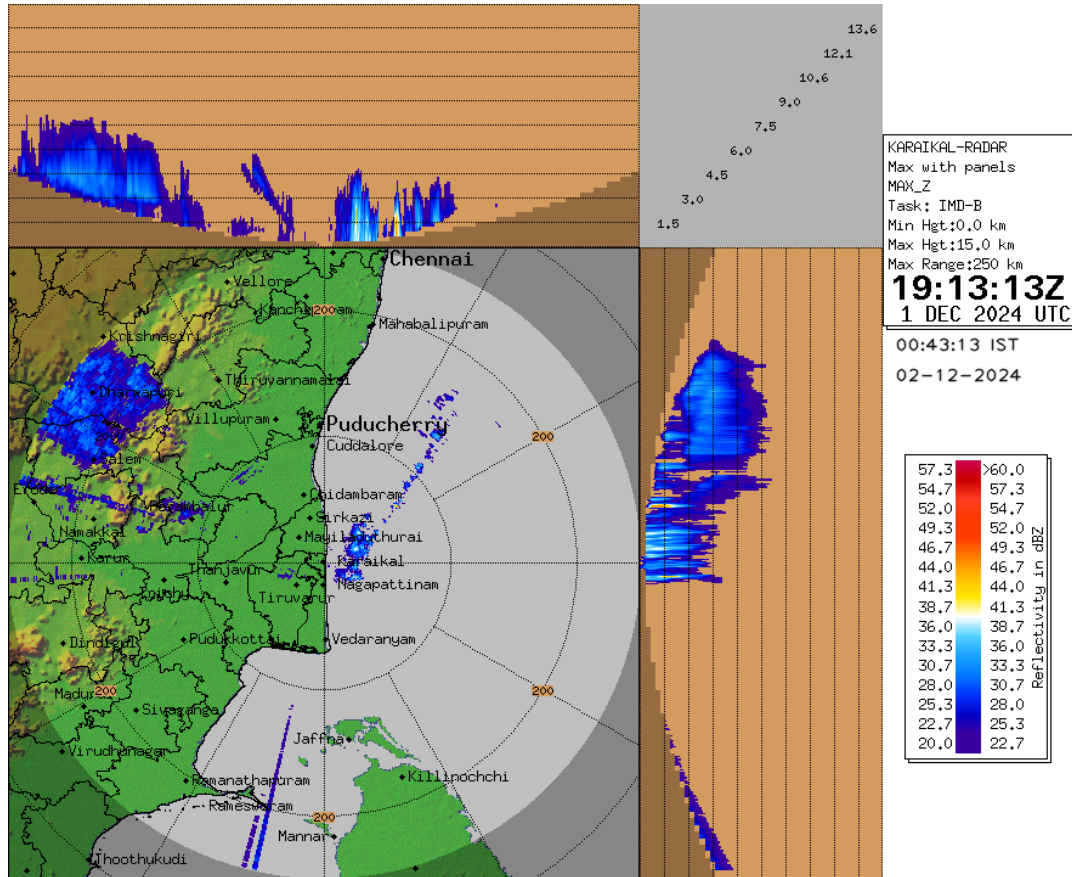 13.6
12.1
10.6
9.0
7.5
6.0
4.5
3.0
1.5
KARAIKAL-RADAR
Max with panels
MAX_Z
Task: IMD-B
Min Hgt:0.0 km
Max Hgt:15.0 km
Max Range:250 km
19:13:13Z
1 DEC 2024 UTC
00:43:13 IST
02-12-2024
Chennai
Vellore
200
Mahabalipuram
Krishnagiri
Thiruvannamalai
Dharmapuri
Villupuram
Puducherry
200
Cuddalore
Salem
Chidambaram
Sirkazi
Namakkal
Mayiladuthurai
Karur
Karaikal
Thanjavur
Nagapattinam
Tiruvarur
Dindigul
Pudukkottai
Vedaranyam
200
200
Sivaganga
Jaffna
Virudhunagar
Ramanathapuram
Killinochchi
Rameswaram
200
Mannar
Thoothukudi
57.3 >60.0
54.7 57.3
52.0 54.7
49.3 52.0
46.7 49.3
44.0 46.7
41.3 44.0
38.7 41.3
36.0 38.7
33.3 36.0
30.7 33.3
28.0 30.7
25.3 28.0
22.7 25.3
20.0 22.7
Reflectivity in dBZ